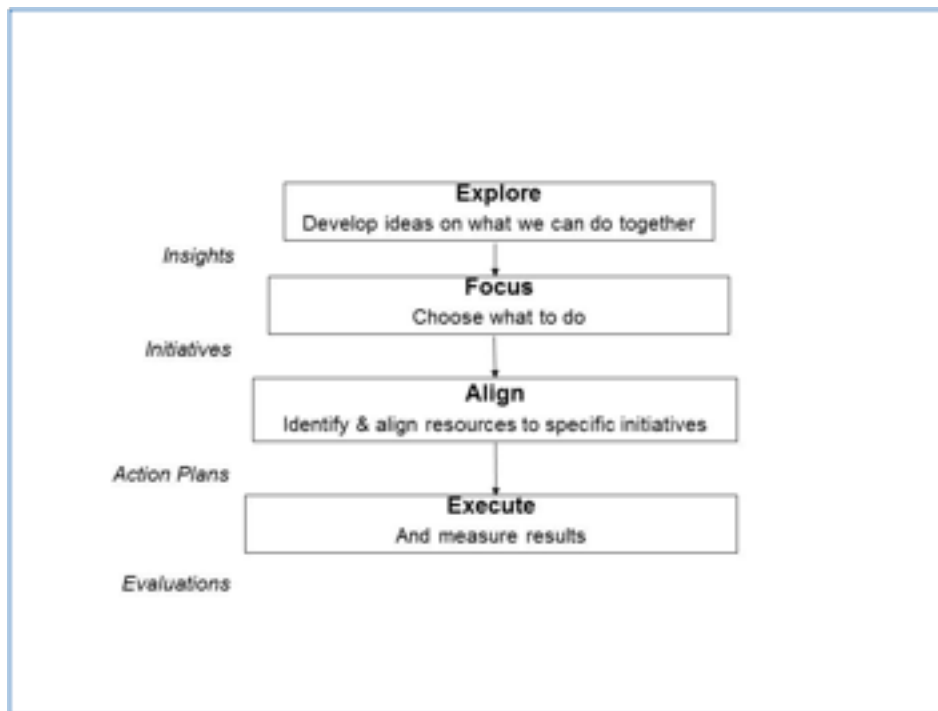 Explore
Develop ideas on what we can do together
Insights
Focus
Choose what to do
Initiatives
Align
Identify & align resources to specific initiatives
Action Plans
Execute
And measure results
Evaluations